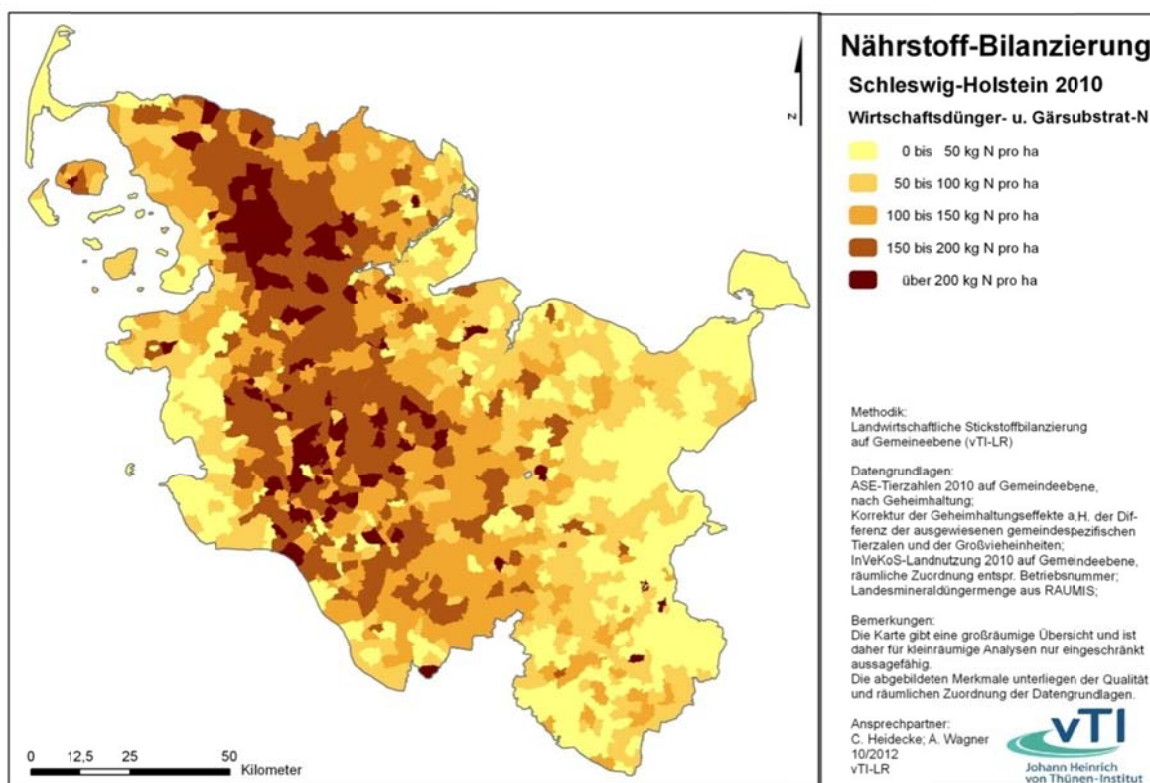 Nährstoff-Bilanzierung
Schleswig-Holstein 2010
Wirtschaftsdünger- u. Gärsubstrat-N
0 bis 50 kg N pro ha
50 bis 100 kg N pro ha
100 bis 150 kg N pro ha
150 bis 200 kg N pro ha
über 200 kg N pro ha
Methodik:
Landwirtschaftliche Stickstoffbilanzierung
auf Gemeineebene (vTI-LR)
Datengrundlagen:
ASE-Tierzahlen 2010 auf Gemeindeebene,
nach Geheimhaltung;
Korrektur der Geheimhaltungseffekte a.H. der Dif-
ferenz der ausgewiesenen gemeindespezifischen
Tierzalen und der Großvieheinheiten;
InVeKoS-Landnutzung 2010 auf Gemeindeebene,
räumliche Zuordnung entspr. Betriebsnummer;
Landesmineraldüngermenge aus RAUMIS;
Bemerkungen:
Die Karte gibt eine großräumige Übersicht und ist
daher für kleinräumige Analysen nur eingeschränkt
aussagefähig.
Die abgebildeten Merkmale unterliegen der Qualität
und räumlichen Zuordnung der Datengrundlagen.
Ansprechpartner:
C. Heidecke; A. Wagner
10/2012
vTI-LR
vTI
Johann Heinrich
von Thünen-Institut
N
0 12,5 25 50
Kilometer